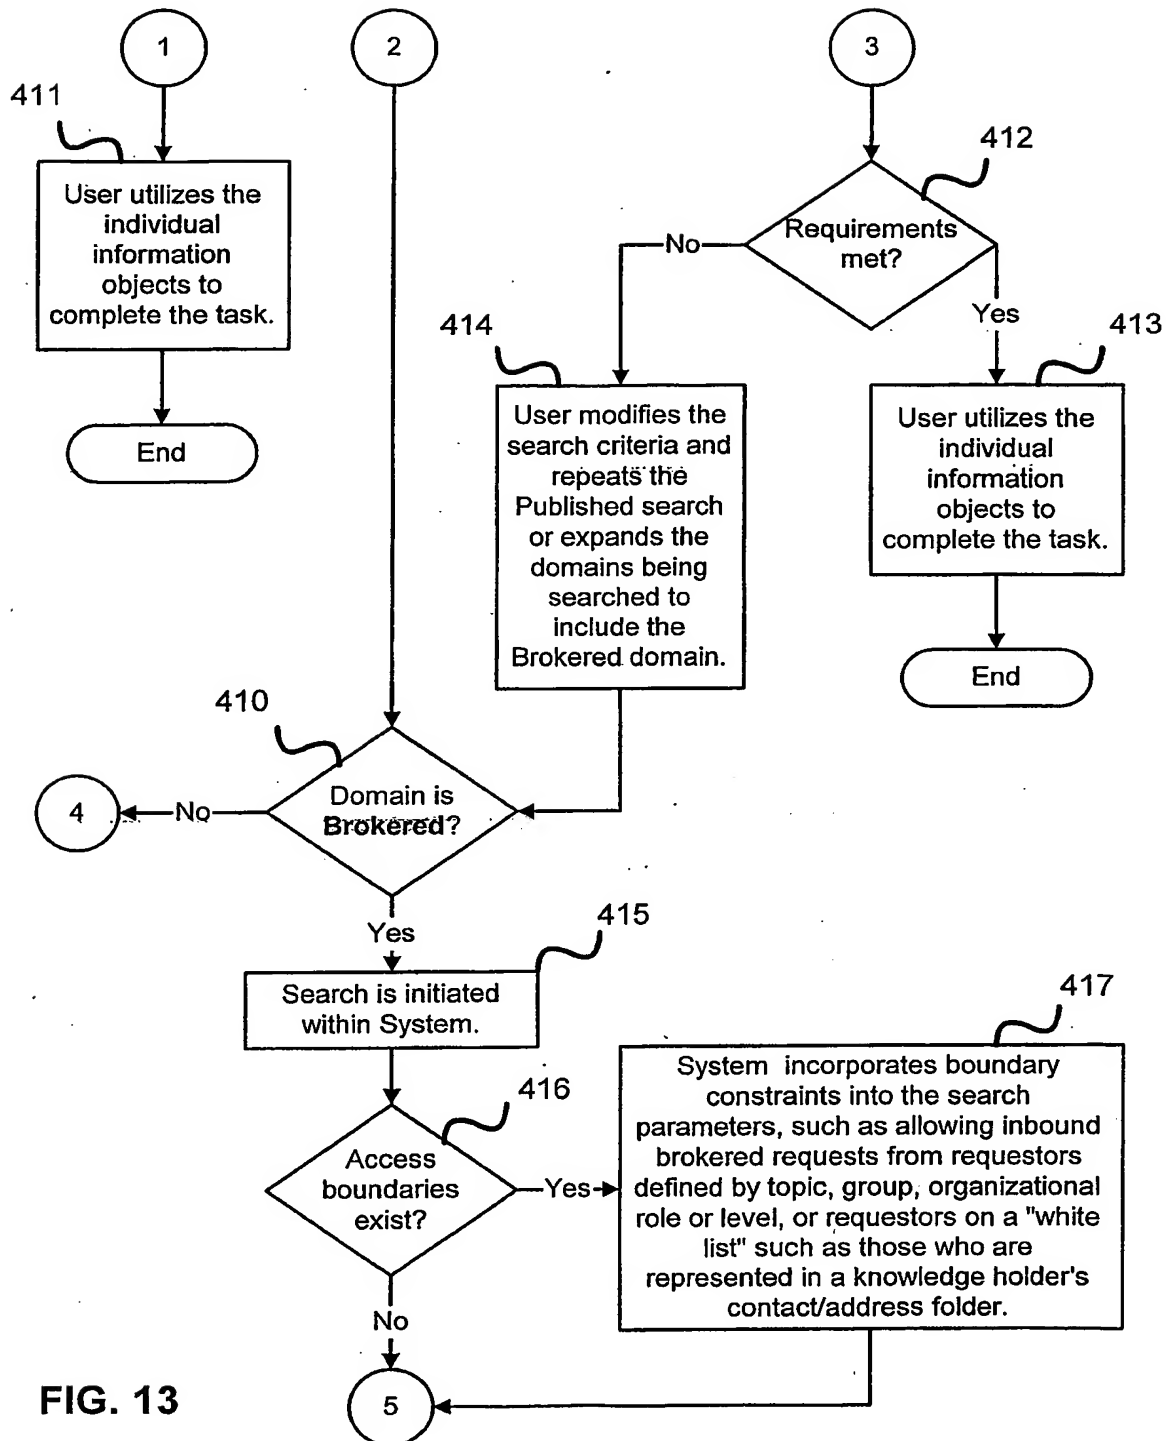 1
2
3
411
412
User utilizes the
individual
information
objects to
complete the task.
Requirements
met?
No
Yes
End
414
413
User modifies the
search criteria and
repeats the
Published search
or expands the
domains being
searched to
include the
Brokered domain.
User utilizes the
individual
information
objects to
complete the task.
End
410
Domain is
Brokered?
No
4
Yes
415
Search is initiated
within System.
416
Access
boundaries
exist?
Yes
417
System incorporates boundary
constraints into the search
parameters, such as allowing inbound
brokered requests from requestors
defined by topic, group, organizational
role or level, or requestors on a "white
list" such as those who are
represented in a knowledge holder's
contact/address folder.
No
5
FIG. 13